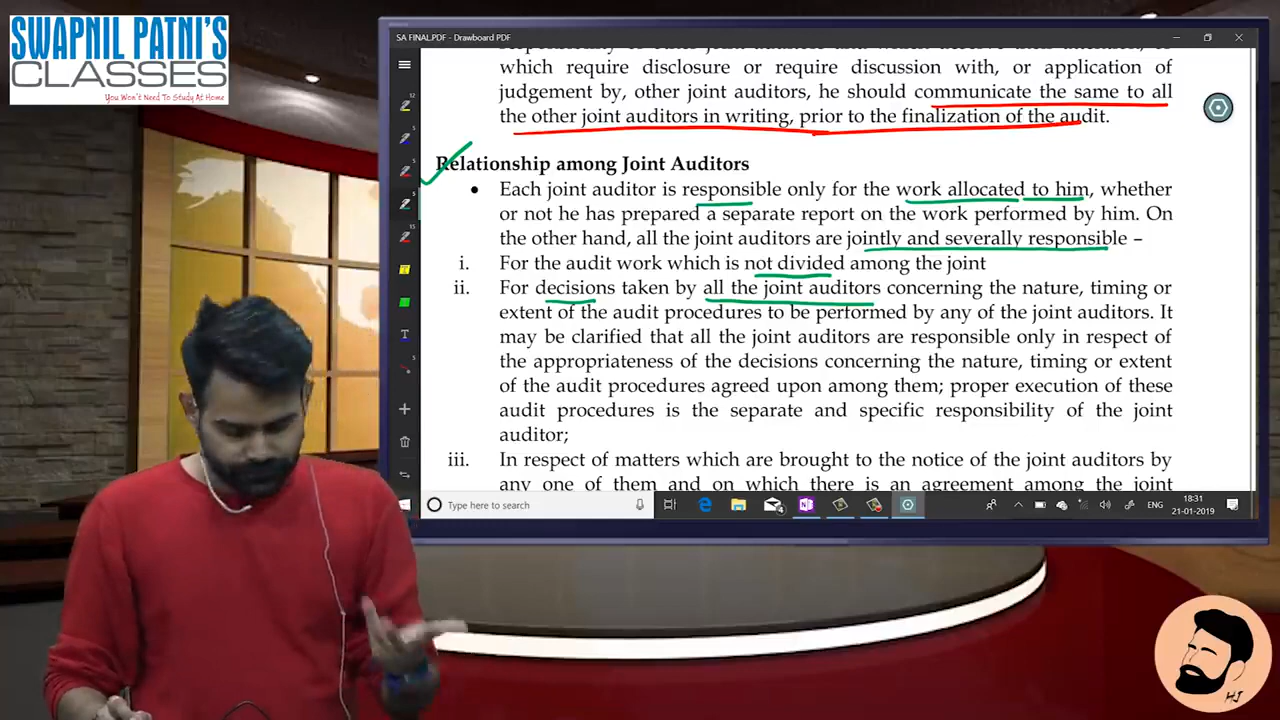 SWAPNIL PATNI'S
CLASSES
You Won't Need To Study At Home
SA FINAL.PDF - Drawboard PDF
which require disclosure or require discussion with, or application of
judgement by, other joint auditors, he should communicate the same to all
the other joint auditors in writing, prior to the finalization of the audit.
Relationship among Joint Auditors
• Each joint auditor is responsible only for the work allocated to him, whether
or not he has prepared a separate report on the work performed by him. On
the other hand, all the joint auditors are jointly and severally responsible –
i. For the audit work which is not divided among the joint
ii. For decisions taken by all the joint auditors concerning the nature, timing or
extent of the audit procedures to be performed by any of the joint auditors. It
may be clarified that all the joint auditors are responsible only in respect of
the appropriateness of the decisions concerning the nature, timing or extent
of the audit procedures agreed upon among them; proper execution of these
audit procedures is the separate and specific responsibility of the joint
auditor;
iii. In respect of matters which are brought to the notice of the joint auditors by
any one of them and on which there is an agreement among the joint
Type here to search
ENG
18:31
21-01-2019
HJ